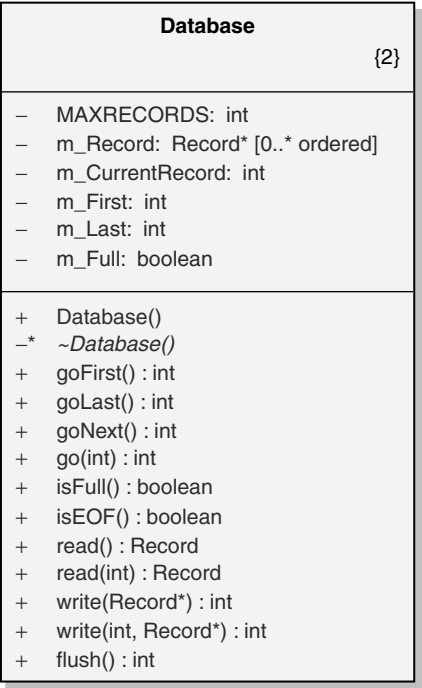 Database
{2}
– MAXRECORDS: int
– m_Record: Record* [0..* ordered]
– m_CurrentRecord: int
– m_First: int
– m_Last: int
– m_Full: boolean
+ Database()
–* ~Database()
+ goFirst() : int
+ goLast() : int
+ goNext() : int
+ go(int) : int
+ isFull() : boolean
+ isEOF() : boolean
+ read() : Record
+ read(int) : Record
+ write(Record*) : int
+ write(int, Record*) : int
+ flush() : int